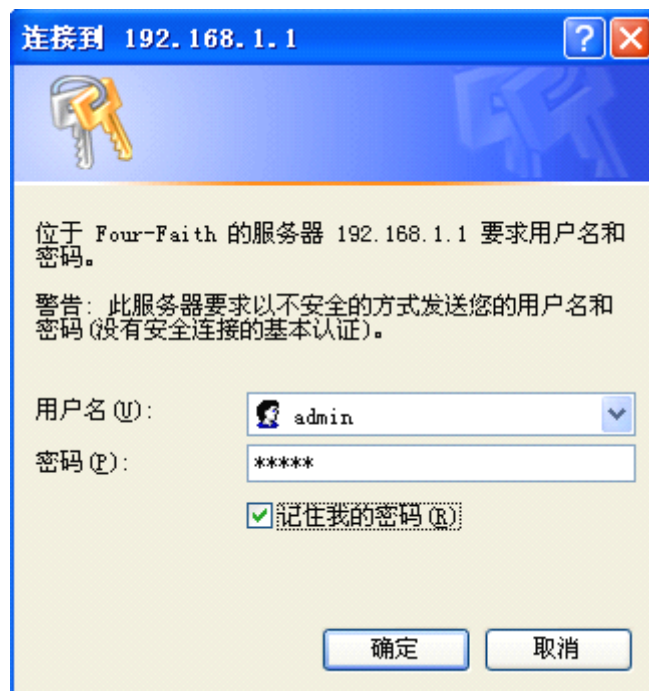 连接到 192.168.1.1
位于 Four-Faith 的服务器 192.168.1.1 要求用户名和
密码。
警告: 此服务器要求以不安全的方式发送您的用户名和
密码(没有安全连接的基本认证)。
用户名(U):
admin
密码(P):
*****
记住我的密码(R)
确定
取消